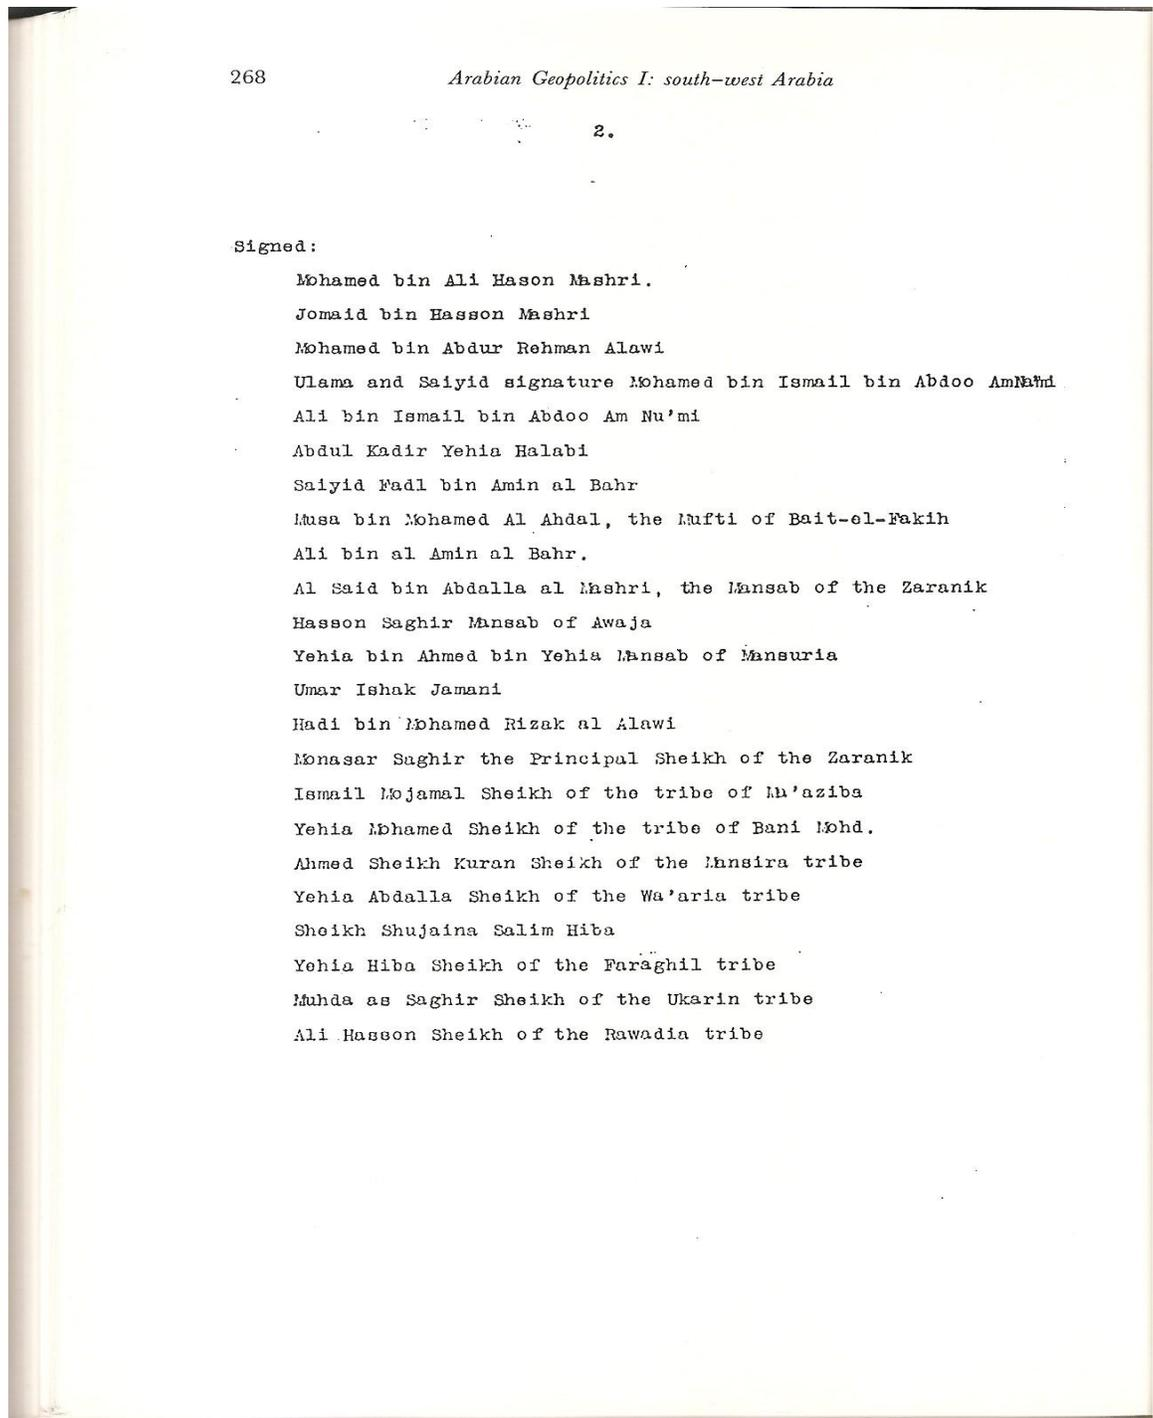 268
Arabian Geopolitics I: south-west Arabia
2.
Signed:
Mohamed bin Ali Hason Mashri.
Jomaid bin Hasson Mashri
Mohamed bin Abdur Rehman Alawi
Ulama and Saiyid signature Mohamed bin Ismail bin Abdoo
Ali bin Ismail bin Abdoo Am Nu'mi
Abdul Kadir Yehia Halabi
Saiyid Fadl bin Amin al Bahr
Musa bin Mohamed Al Ahdal, the Mufti of Bait-el-Fakih
Ali bin al Amin al Bahr.
Al Said bin Abdalla al Mashri, the Mansab of the Zaranik
Hasson Saghir Mansab of Awaja
Yehia bin Ahmed bin Yehia Mansab of Mansuria
Umar Ishak Jamani
Hadi bin Mohamed Rizak al Alawi
Monasar Saghir the Principal Sheikh of the Zaranik
Ismail Mojamal Sheikh of the tribe of Mu'aziba
Yehia Mohamed Sheikh of the tribe of Bani Mohd.
Ahmed Sheikh Kuran Sheikh of the Mansira tribe
Yehia Abdalla Sheikh of the Wa'aria tribe
Sheikh Shujaina Salim Hiba
Yehia Hiba Sheikh of the Faraghil tribe
Muhda as Saghir Sheikh of the Ukarin tribe
Ali Hasson Sheikh of the Rawadia tribe